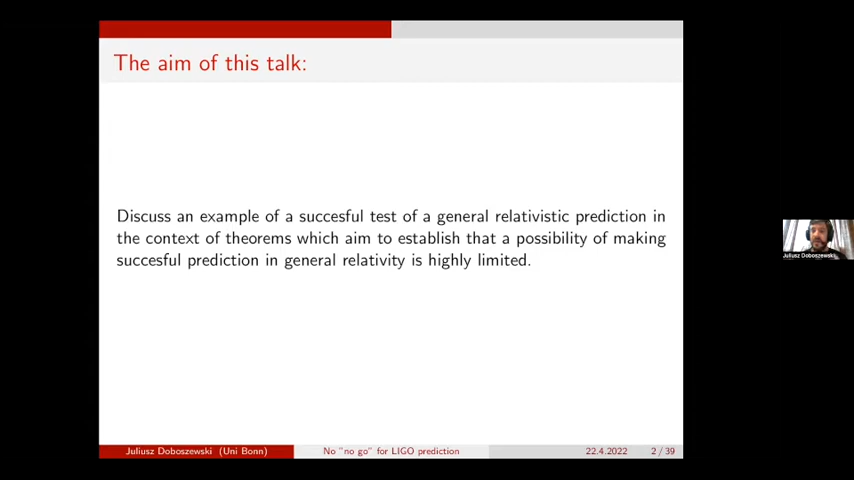 The aim of this talk:
Discuss an example of a succesful test of a general relativistic prediction in
the context of theorems which aim to establish that a possibility of making
succesful prediction in general relativity is highly limited.
Juliusz Doboszewski
Juliusz Doboszewski (Uni Bonn) No "no go" for LIGO prediction 22.4.2022 2 / 39